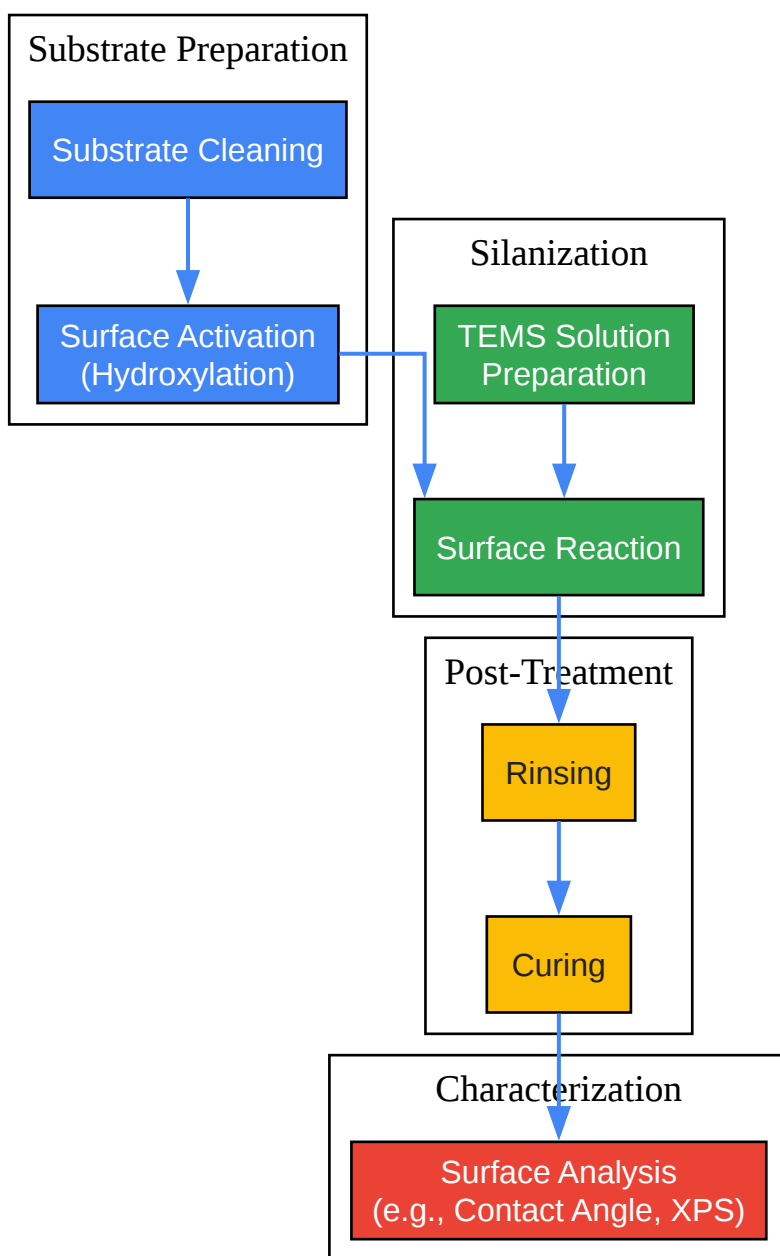 Substrate Preparation
Substrate Cleaning
Surface Activation
(Hydroxylation)
Silanization
TEMS Solution
Preparation
Surface Reaction
Post-Treatment
Rinsing
Curing
Characterization
Surface Analysis
(e.g., Contact Angle, XPS)